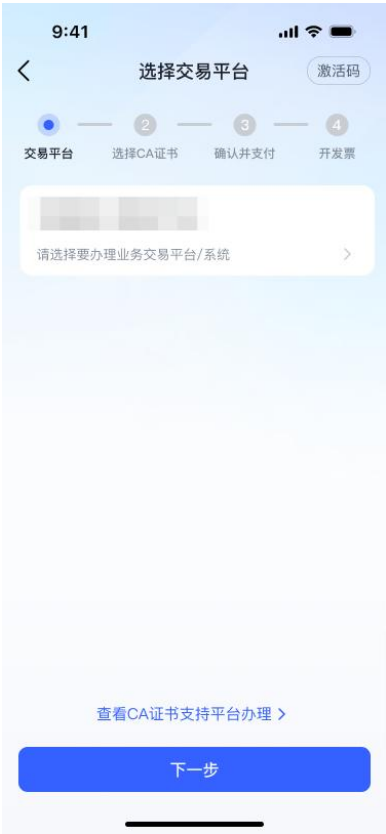 9:41
选择交易平台
激活码
2
3
4
交易平台
选择CA证书
确认并支付
开发票
请选择要办理业务交易平台/系统
查看CA证书支持平台办理
下一步